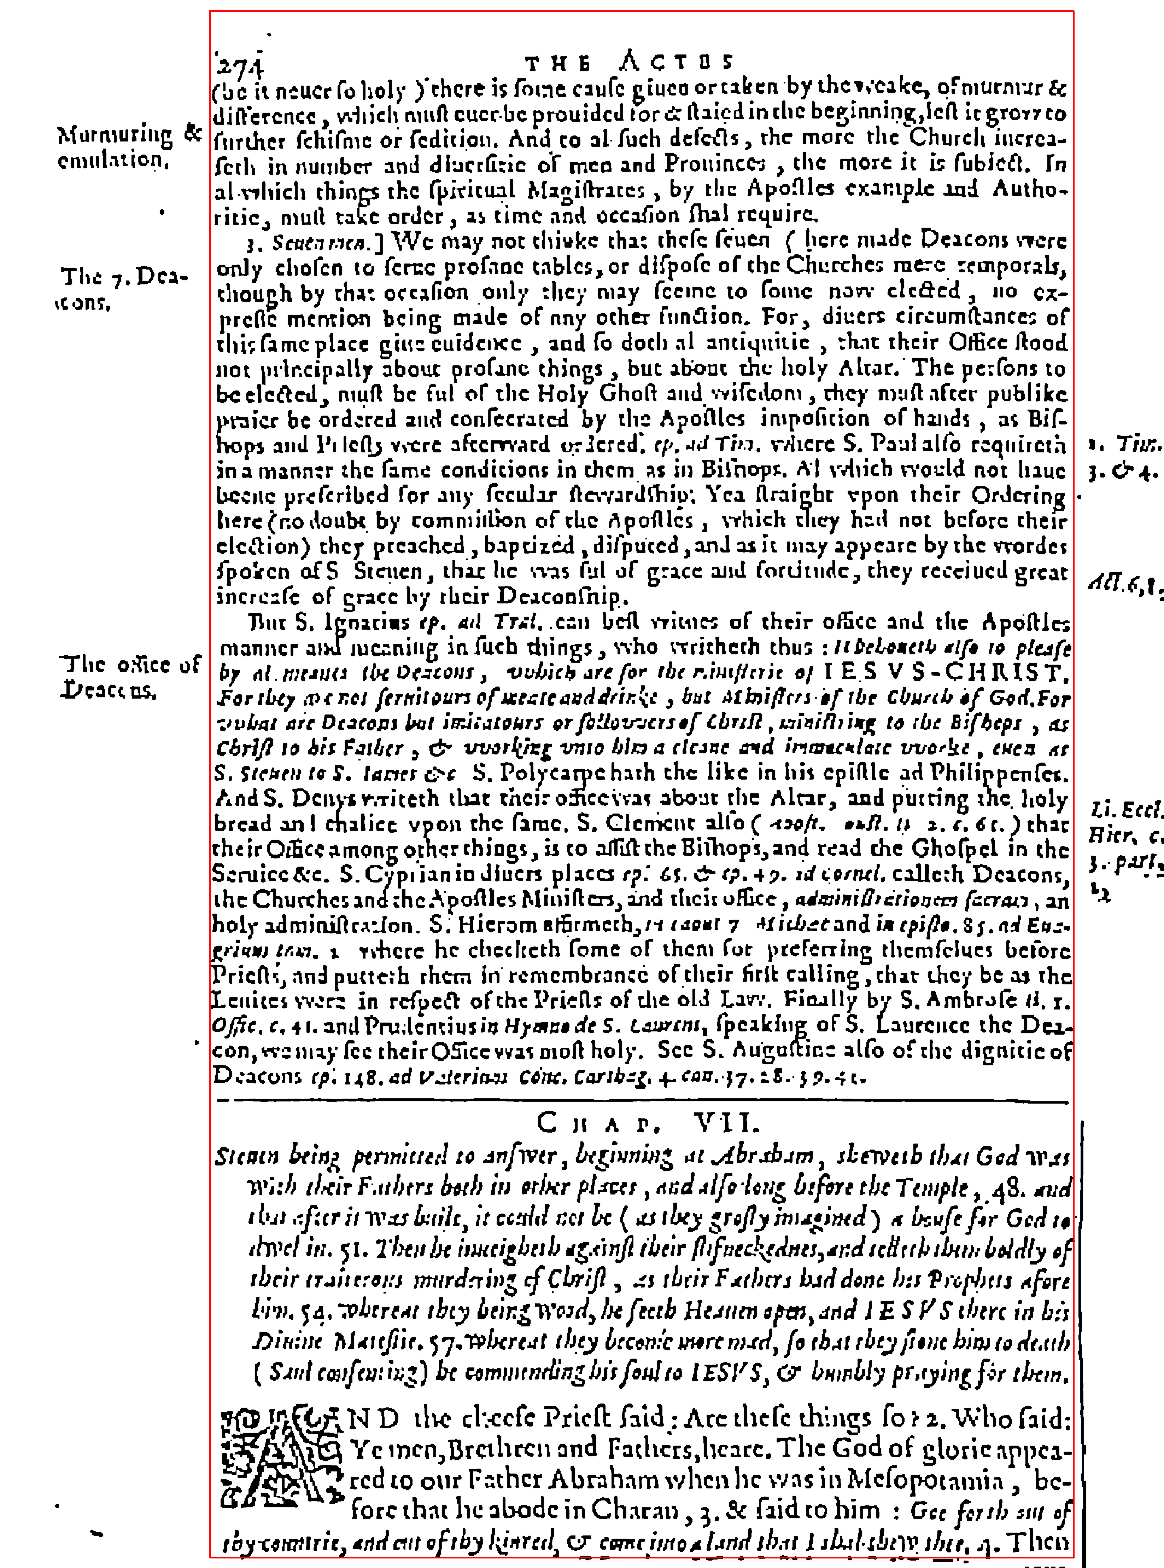 274
THE ACTES
(be it neuer so holy) there is some cause giuen or taken by the weake, of murmur &
difference, which must euer be prouided for & staied in the beginning, lest it grow to
further schisme or sedition. And to al such defects, the more the Church increa-
seth in number and diuersitie of men and Prouinces, the more it is subiect. In
al which things the spiritual Magistrates, by the Apostles example and Autho-
ritie, must take order, as time and occasion shal require.
Murmuring &
emulation.
3. Seuen men.] We may not thinke that these seuen (here made Deacons) were
only chosen to serue profane tables, or dispose of the Churches mere temporals,
though by that occasion only they may seeme to some now elected, no ex-
presse mention being made of any other function. For, diuers circumstances of
this same place giue euidence, and so doth al antiquitie, that their Office stood
not principally about profane things, but about the holy Altar. The persons to
be elected, must be ful of the Holy Ghost and wisedom, they must after publike
praier be ordered and consecrated by the Apostles imposition of hands, as Bis-
hops and Priests were afterward ordered. ep. ad Tim. where S. Paul also requireth
in a manner the same conditions in them as in Bishops. Al which would not haue
beene prescribed for any secular stewardship. Yea straight vpon their Ordering
here (no doubt by commission of the Apostles, which they had not before their
election) they preached, baptized, disputed, and as it may appeare by the wordes
spoken of S Steuen, that he was ful of grace and fortitude, they receiued great
increase of grace by their Deaconship.
The 7. Dea-
cons.
1. Tim.
3. & 4.
Act. 6, 8.
But S. Ignatius ep. ad Tral. can best witnes of their office and the Apostles
manner and meaning in such things, who writheth thus: It behoueth also to please
by al meanes the Deacons, which are for the ministerie of IESVS-CHRIST.
For they are not seruitours of meate and drinke, but Ministers of the Church of God. For
what are Deacons but imitatours or followers of Christ, ministring to the Bishops, as
Christ to his Father, & working vnto him a cleane and immaculate worke, euen as
S. Steuen to S. Iames &c S. Polycarpe hath the like in his epistle ad Philippenses.
And S. Denys writeth that their office was about the Altar, and putting the holy
bread and chalice vpon the same. S. Clement also (Apost. const. li 2. c. 61.) that
their Office among other things, is to assist the Bishops, and read the Ghospel in the
Seruice &c. S. Cyprian in diuers places ep. 65. & ep. 49. ad Cornel. calleth Deacons,
the Churches and the Apostles Ministers, and their office, administrationem sacram, an
holy administration. S. Hierom affirmeth, in caput 7 Micheæ and in episto. 85. ad Eua-
grium tom. 2 where he checketh some of them for preferring themselues before
Priests, and putteth them in remembrance of their first calling, that they be as the
Leuites were in respect of the Priests of the old Law. Finally by S. Ambrose li. 1.
Offic. c. 41. and Prudentius in Hymno de S. Laurent, speaking of S. Laurence the Dea-
con, we may see their Office was most holy. See S. Augustine also of the dignitie of
Deacons ep. 148. ad Valerium Conc. Carthag. 4. can. 37. 38. 39. 41.
The office of
Deacons.
Li. Eccl.
Hier, c.
3. part.
CHAP. VII.
Steuen being permitted to answer, beginning at Abraham, sheweth that God was
with their Fathers both in other places, and also long before the Temple, 48. and
that after it was built, it could not be (as they grosly imagined) a house for God to
dwel in. 51. Then he inueigheth against their stifneckednes, and telleth them boldly of
their traiterous murdering of Christ, as their Fathers had done his Prophets afore
him. 54. Whereat they being wood, he seeth Heauen open, and IESVS there in his
Diuine Maiestie. 57. Whereat they become more mad, so that they stone him to death
(Saul consenting) he commending his soul to IESVS, & humbly praying for them.
AND the cheefe Priest said: Are these things so? 2. Who said:
Ye men, Brethren and Fathers, heare. The God of glorie appea-
red to our Father Abraham when he was in Mesopotamia, be-
fore that he abode in Charan, 3. & said to him: Goe forth out of
thy countrie, and out of thy kinred, & come into a land that I shal shew thee. 4. Then